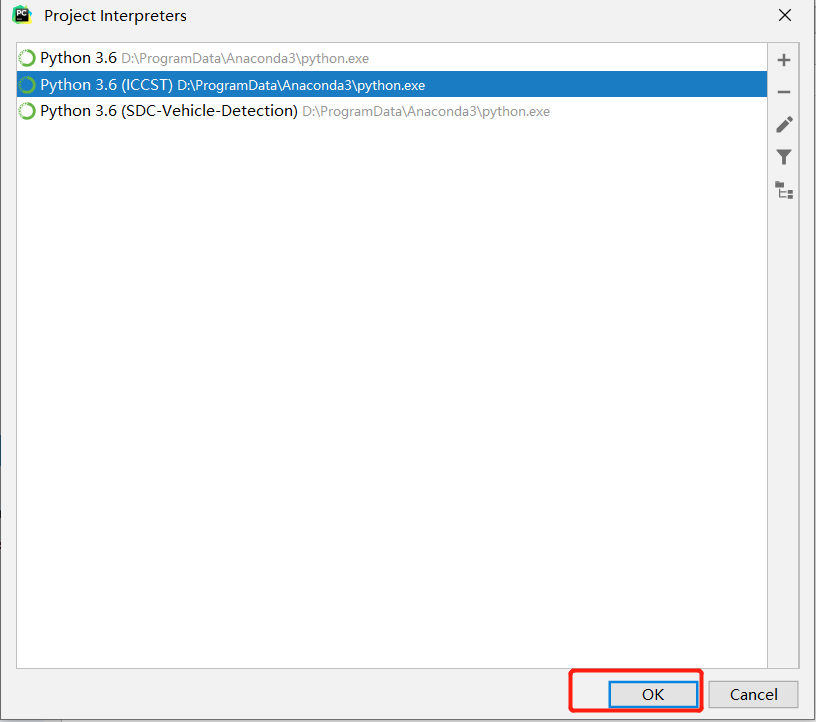 PC
Project Interpreters
Python 3.6 D:\ProgramData\Anaconda3\python.exe
Python 3.6 (ICCST) D:\ProgramData\Anaconda3\python.exe
Python 3.6 (SDC-Vehicle-Detection) D:\ProgramData\Anaconda3\python.exe
OK
Cancel